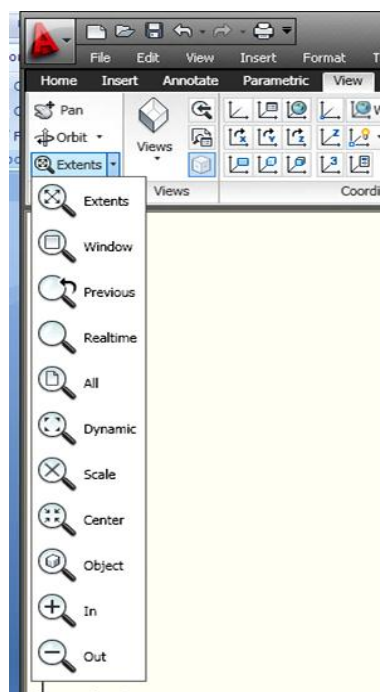 File Edit View Insert Format
Home Insert Annotate Parametric View
Pan
Orbit
Views
Extents
Views
Coordi
Extents
Window
Previous
Realtime
All
Dynamic
Scale
Center
Object
In
Out